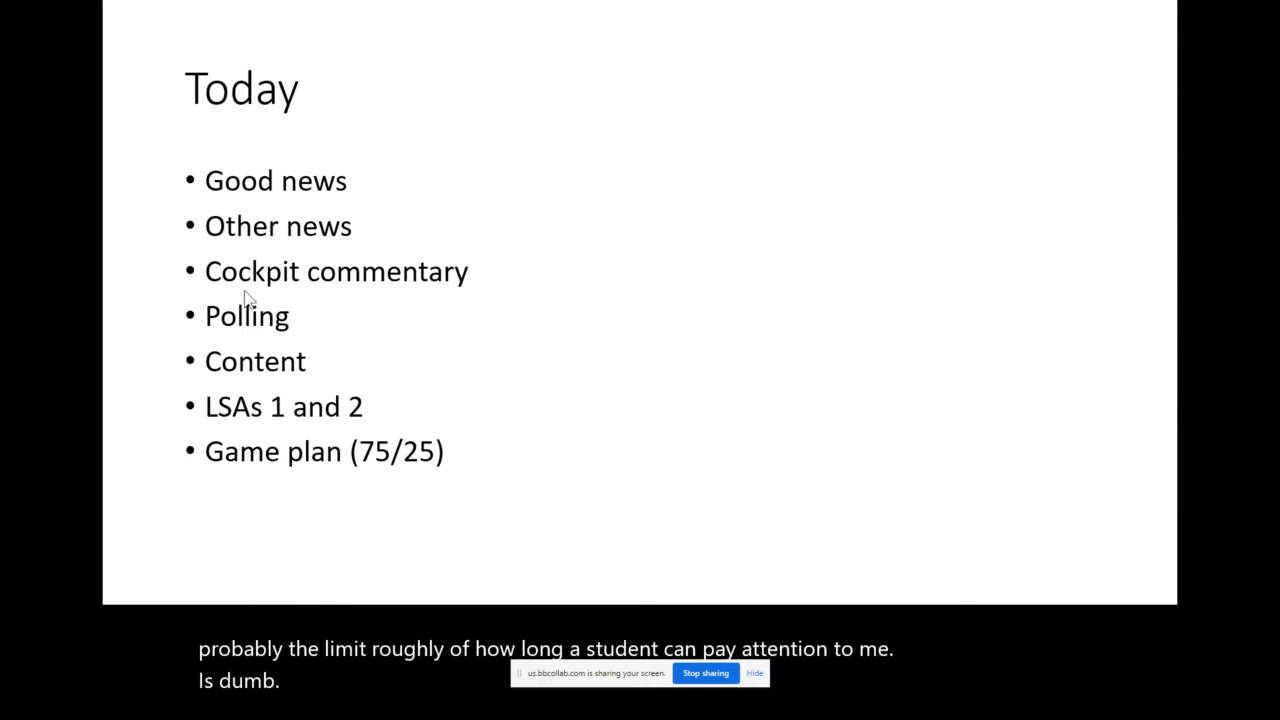 Today
• Good news
• Other news
• Cockpit commentary
• Polling
• Content
• LSAs 1 and 2
• Game plan (75/25)
probably the limit roughly of how long a student can pay attention to me.
Is dumb.
us.bbcollab.com is sharing your screen. Stop sharing Hide